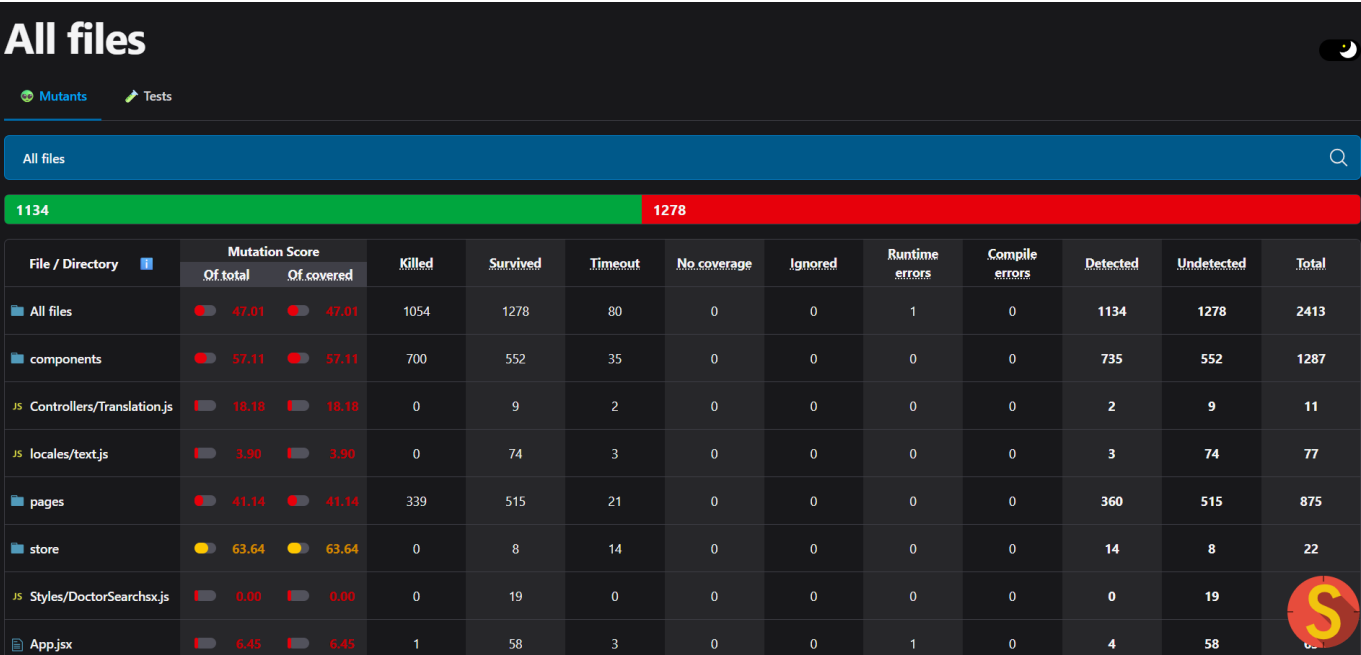 All files
Mutants Tests
All files
1134 1278
File / Directory Mutation Score Of total Of covered Killed Survived Timeout No coverage Ignored Runtime errors Compile errors Detected Undetected Total
All files 47.01 47.01 1054 1278 80 0 0 1 0 1134 1278 2413
components 57.11 57.11 700 552 35 0 0 0 0 735 552 1287
JS Controllers/Translation.js 18.18 18.18 0 9 2 0 0 0 0 2 9 11
JS locales/text.js 3.90 3.90 0 74 3 0 0 0 0 3 74 77
pages 41.14 41.14 339 515 21 0 0 0 0 360 515 875
store 63.64 63.64 0 8 14 0 0 0 0 14 8 22
JS Styles/DoctorSearchsx.js 0.00 0.00 0 19 0 0 0 0 0 0 19
App.jsx 6.45 6.45 1 58 3 0 0 1 0 4 58
S